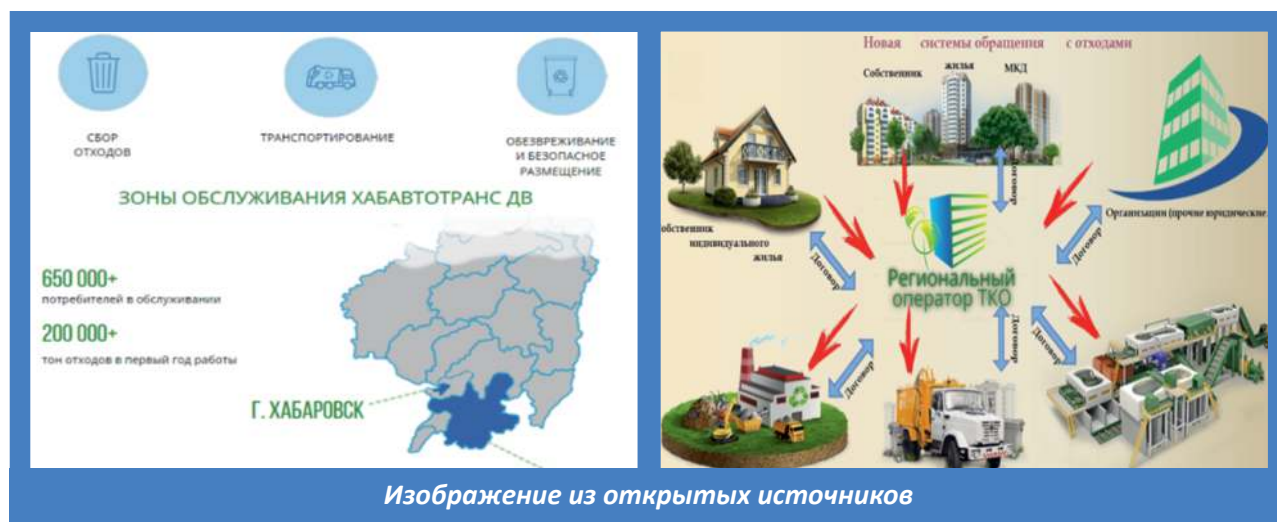 СБОР
ОТХОДОВ
ТРАНСПОРТИРОВАНИЕ
ОБЕЗВРЕЖИВАНИЕ
И БЕЗОПАСНОЕ
РАЗМЕЩЕНИЕ
ЗОНЫ ОБСЛУЖИВАНИЯ ХАБАВТОТРАНС ДВ
650 000+
потребителей в обслуживании
200 000+
тон отходов в первый год работы
Г. ХАБАРОВСК
Новая системы обращения с отходами
Собственник жилья МКД
обственник
индивидуального
жилья
Организации (прочие юридические
Договор
Договор
Договор
Региональный
оператор ТКО
Договор
Договор
Договор
Изображение из открытых источников